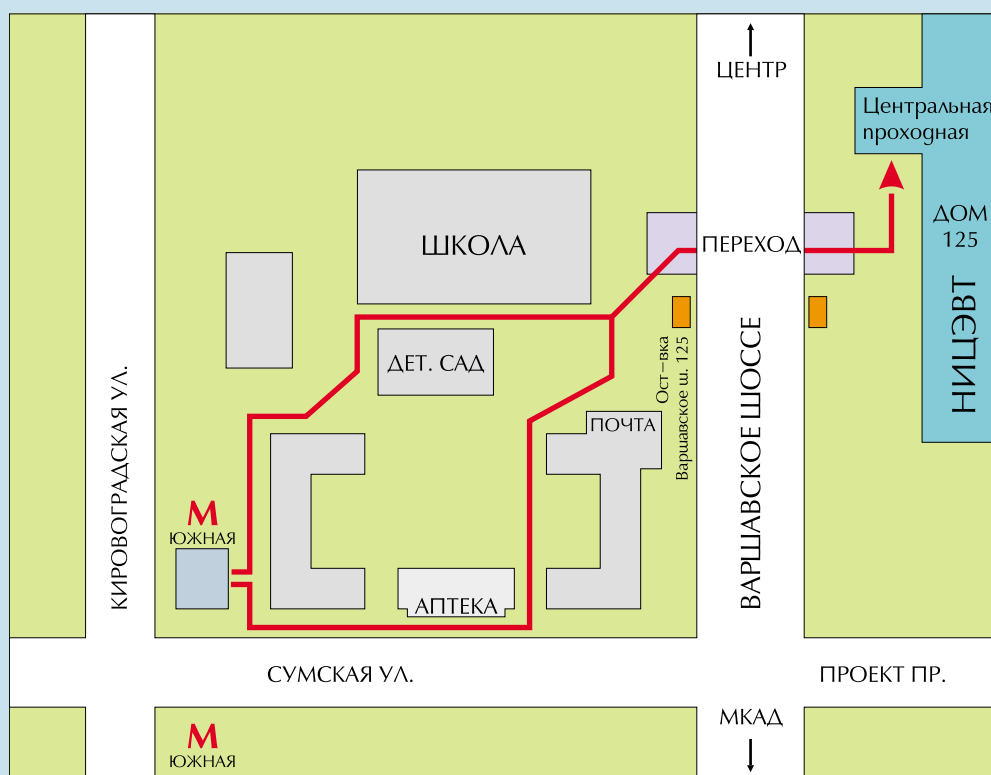 ЦЕНТР
Центральная
проходная
ДОМ
125
НИЦЭВТ
ШКОЛА
ПЕРЕХОД
ДЕТ. САД
Ост–вка
Варшавское ш. 125
ВАРШАВСКОЕ ШОССЕ
ПОЧТА
КИРОВОГРАДСКАЯ УЛ.
М
ЮЖНАЯ
АПТЕКА
СУМСКАЯ УЛ.
ПРОЕКТ ПР.
МКАД
М
ЮЖНАЯ